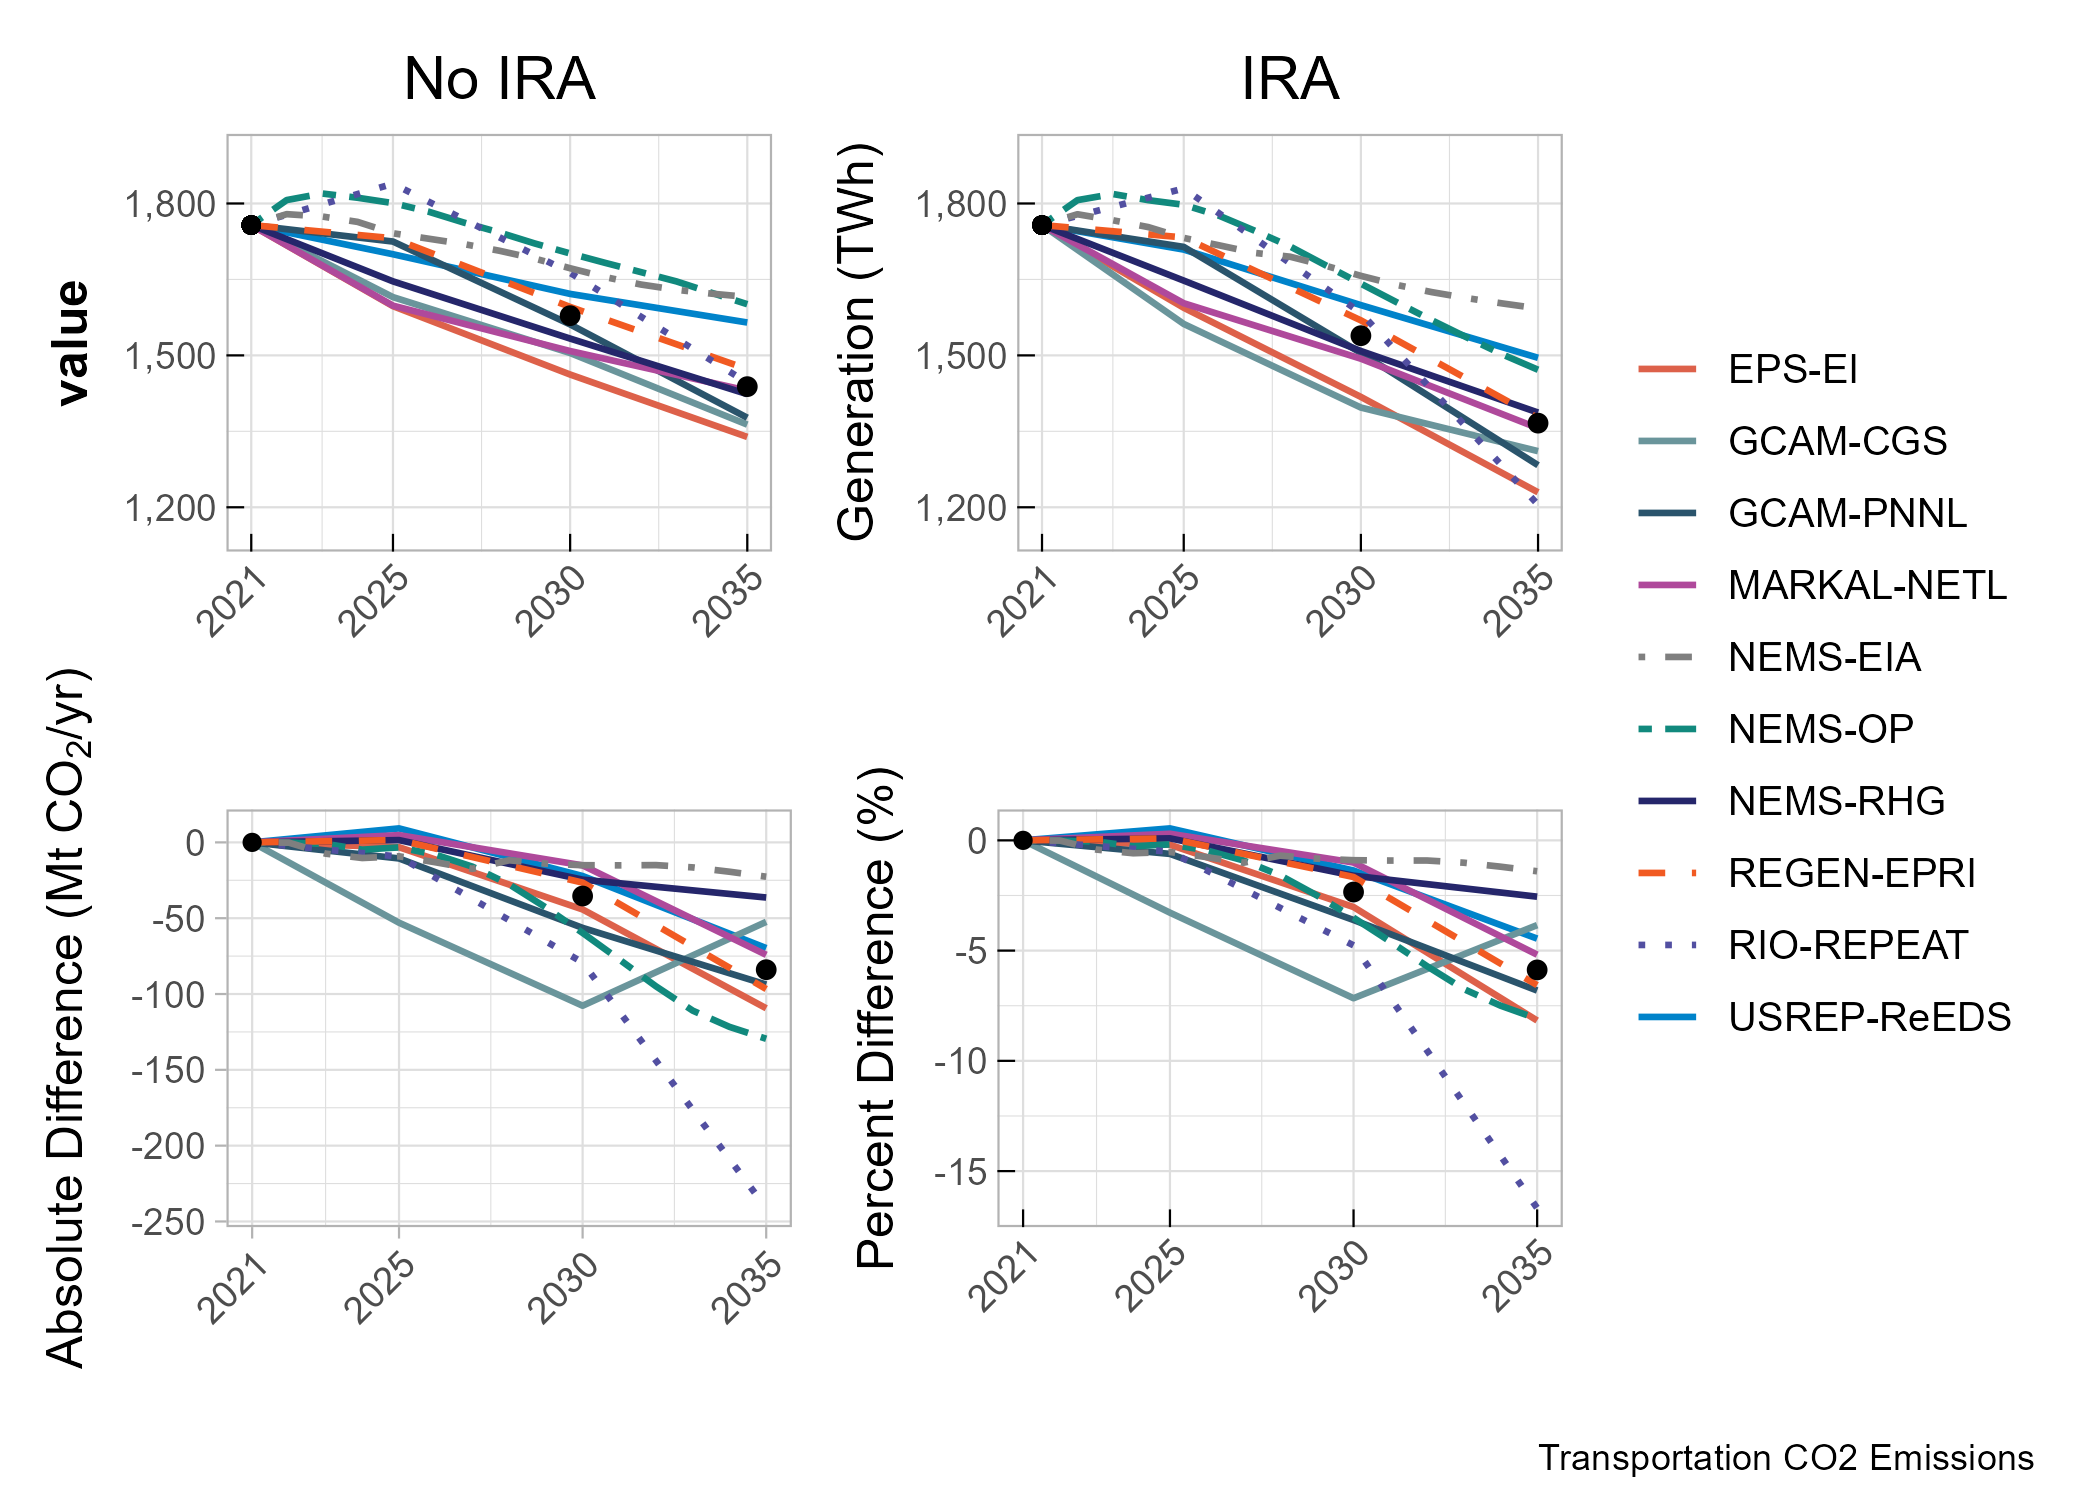 No IRA
IRA
value
1,800
1,500
1,200
2021
2025
2030
2035
Generation (TWh)
1,800
1,500
1,200
2021
2025
2030
2035
Absolute Difference (Mt CO₂/yr)
0
-50
-100
-150
-200
-250
2021
2025
2030
2035
Percent Difference (%)
0
-5
-10
-15
2021
2025
2030
2035
EPS-EI
GCAM-CGS
GCAM-PNNL
MARKAL-NETL
NEMS-EIA
NEMS-OP
NEMS-RHG
REGEN-EPRI
RIO-REPEAT
USREP-ReEDS
Transportation CO2 Emissions